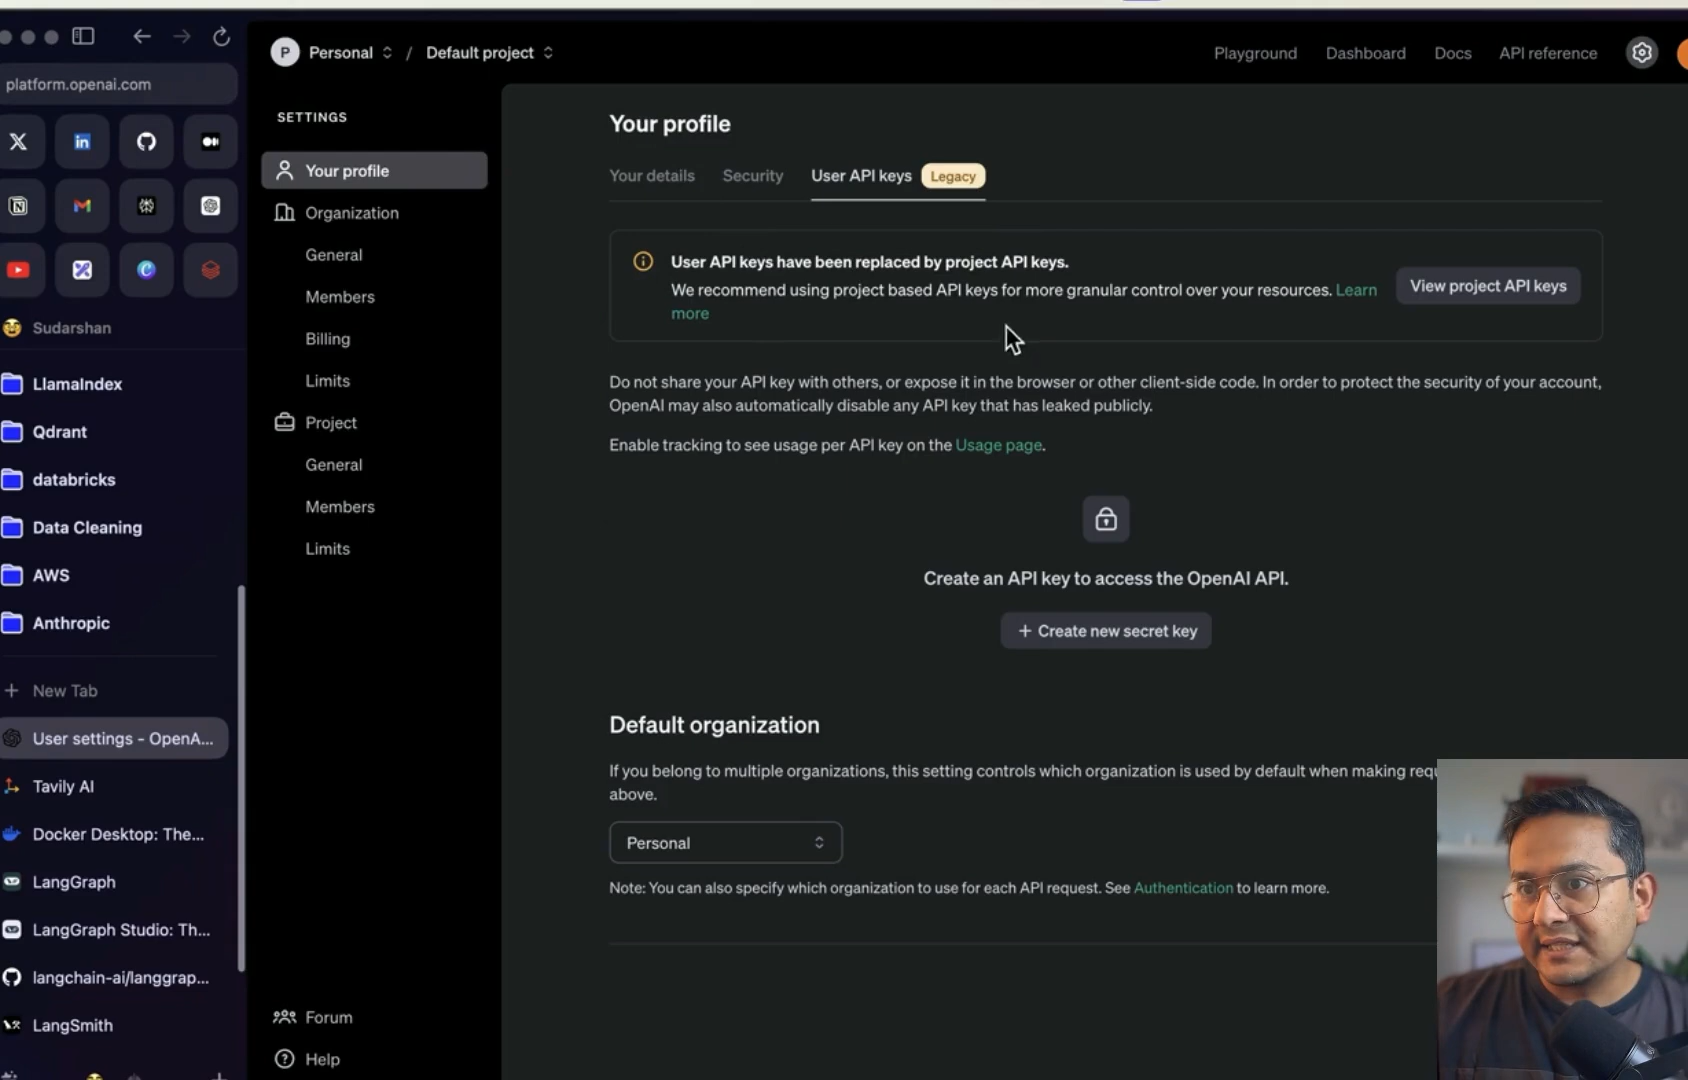 platform.openai.com
Sudarshan
LlamaIndex
Qdrant
databricks
Data Cleaning
AWS
Anthropic
+ New Tab
User settings - OpenA...
Tavily AI
Docker Desktop: The...
LangGraph
LangGraph Studio: Th...
langchain-ai/langgrap...
LangSmith
P Personal / Default project
Playground Dashboard Docs API reference
SETTINGS
Your profile
Organization
General
Members
Billing
Limits
Project
General
Members
Limits
Forum
Help
Your profile
Your details Security User API keys Legacy
User API keys have been replaced by project API keys.
We recommend using project based API keys for more granular control over your resources. Learn
more
View project API keys
Do not share your API key with others, or expose it in the browser or other client-side code. In order to protect the security of your account,
OpenAI may also automatically disable any API key that has leaked publicly.
Enable tracking to see usage per API key on the Usage page.
Create an API key to access the OpenAI API.
+ Create new secret key
Default organization
If you belong to multiple organizations, this setting controls which organization is used by default when making
above.
Personal
Note: You can also specify which organization to use for each API request. See Authentication to learn more.